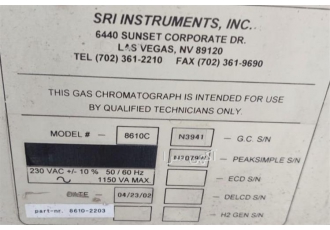 SRI INSTRUMENTS, INC.
6440 SUNSET CORPORATE DR.
LAS VEGAS, NV 89120
TEL (702) 361-2210 FAX (702) 361-9690
THIS GAS CHROMATOGRAPH IS INTENDED FOR USE
BY QUALIFIED TECHNICIANS ONLY.
MODEL # — 8610C N3941 — G.C. S/N
— PEAKSIMPLE S/N
230 VAC +/- 10 % 50 / 60 Hz — ECD S/N
1150 VA MAX. — DELCD S/N
DATE — 04/23/02
part-nr. 8610-2203 — H2 GEN S/N